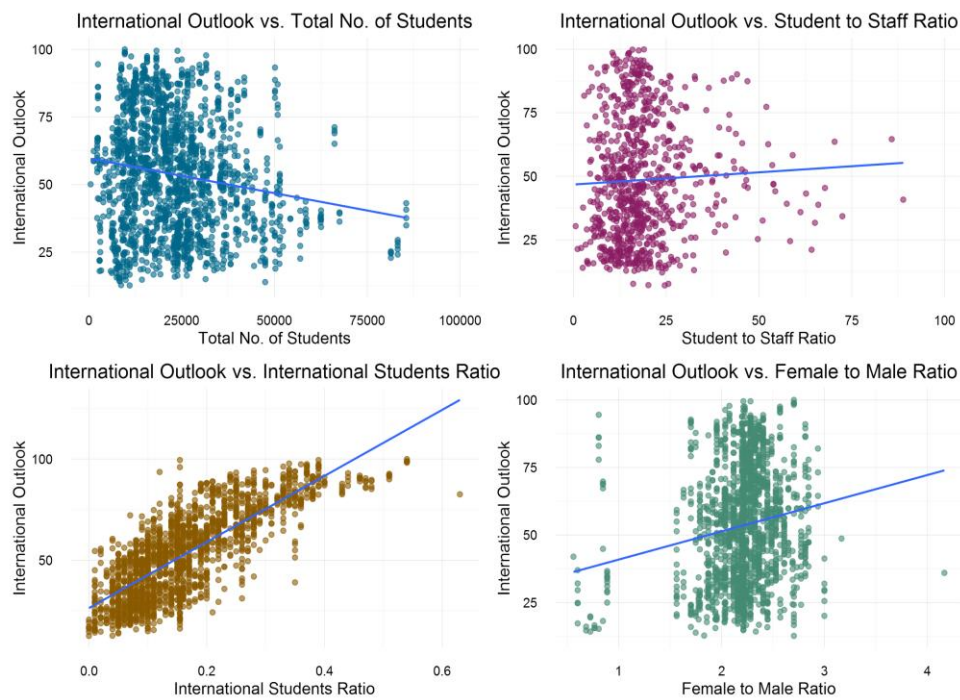 International Outlook vs. Total No. of Students
International Outlook
100
75
50
25
0 25000 50000 75000 100000
Total No. of Students
International Outlook vs. Student to Staff Ratio
International Outlook
100
75
50
25
0 25 50 75 100
Student to Staff Ratio
International Outlook vs. International Students Ratio
International Outlook
100
50
0.0 0.2 0.4 0.6
International Students Ratio
International Outlook vs. Female to Male Ratio
International Outlook
100
75
50
25
1 2 3 4
Female to Male Ratio